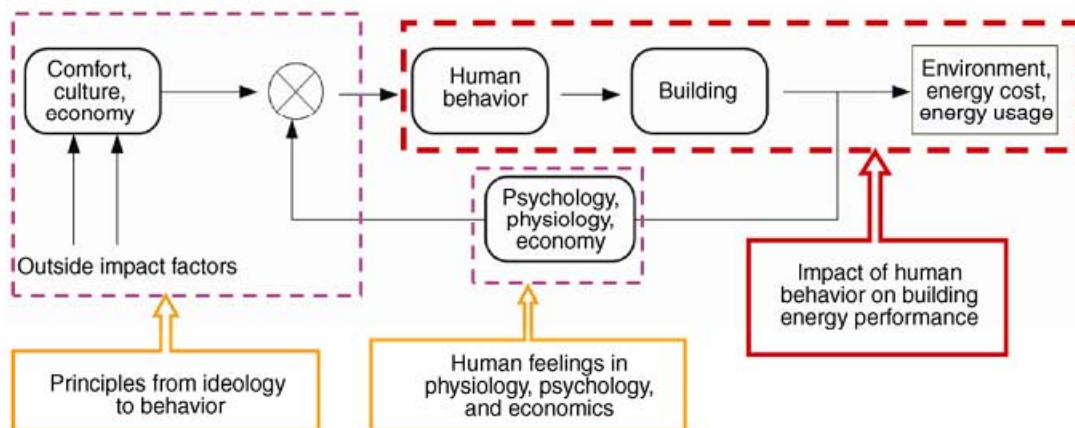 Comfort,
culture,
economy
Human
behavior
Building
Environment,
energy cost,
energy usage
Psychology,
physiology,
economy
Outside impact factors
Impact of human
behavior on building
energy performance
Principles from ideology
to behavior
Human feelings in
physiology, psychology,
and economics